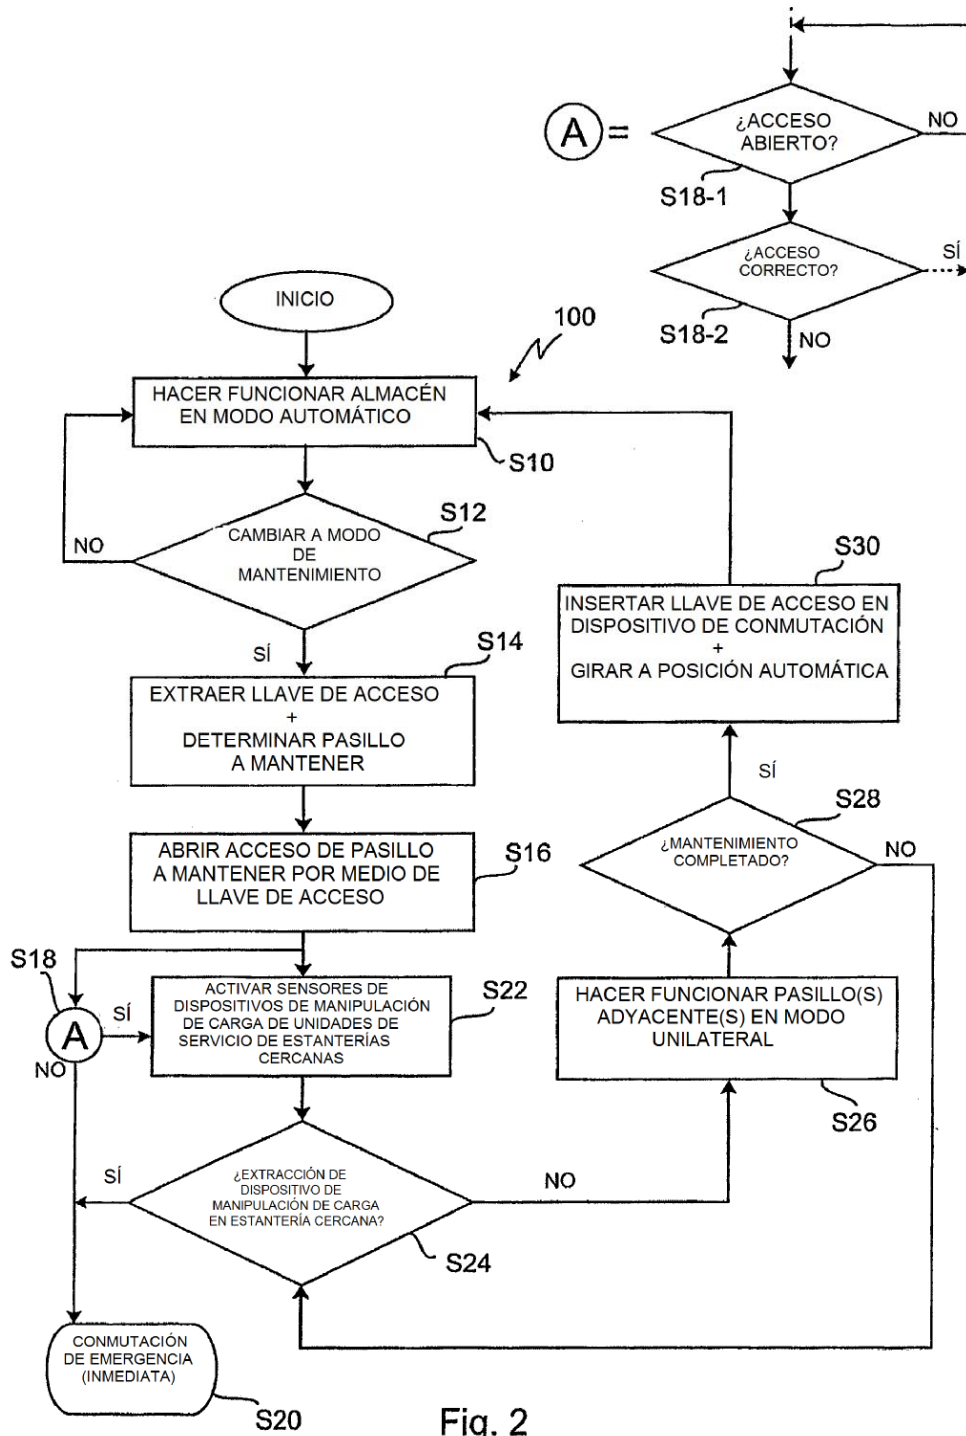 A
=
¿ACCESO
ABIERTO?
NO
S18-1
¿ACCESO
CORRECTO?
SÍ
S18-2
NO
INICIO
100
HACER FUNCIONAR ALMACÉN
EN MODO AUTOMÁTICO
S10
CAMBIAR A MODO
DE
MANTENIMIENTO
S12
NO
SÍ
S14
EXTRAER LLAVE DE ACCESO
+
DETERMINAR PASILLO
A MANTENER
ABRIR ACCESO DE PASILLO
A MANTENER POR MEDIO DE
LLAVE DE ACCESO
S16
S18
A
SÍ
NO
ACTIVAR SENSORES DE
DISPOSITIVOS DE MANIPULACIÓN
DE CARGA DE UNIDADES DE
SERVICIO DE ESTANTERÍAS
CERCANAS
S22
SÍ
¿EXTRACCIÓN DE
DISPOSITIVO DE
MANIPULACIÓN DE CARGA
EN ESTANTERÍA CERCANA?
NO
S24
CONMUTACIÓN
DE EMERGENCIA
(INMEDIATA)
S20
S30
INSERTAR LLAVE DE ACCESO EN
DISPOSITIVO DE CONMUTACIÓN
+
GIRAR A POSICIÓN AUTOMÁTICA
SÍ
S28
¿MANTENIMIENTO
COMPLETADO?
NO
HACER FUNCIONAR PASILLO(S)
ADYACENTE(S) EN MODO
UNILATERAL
S26
Fig. 2